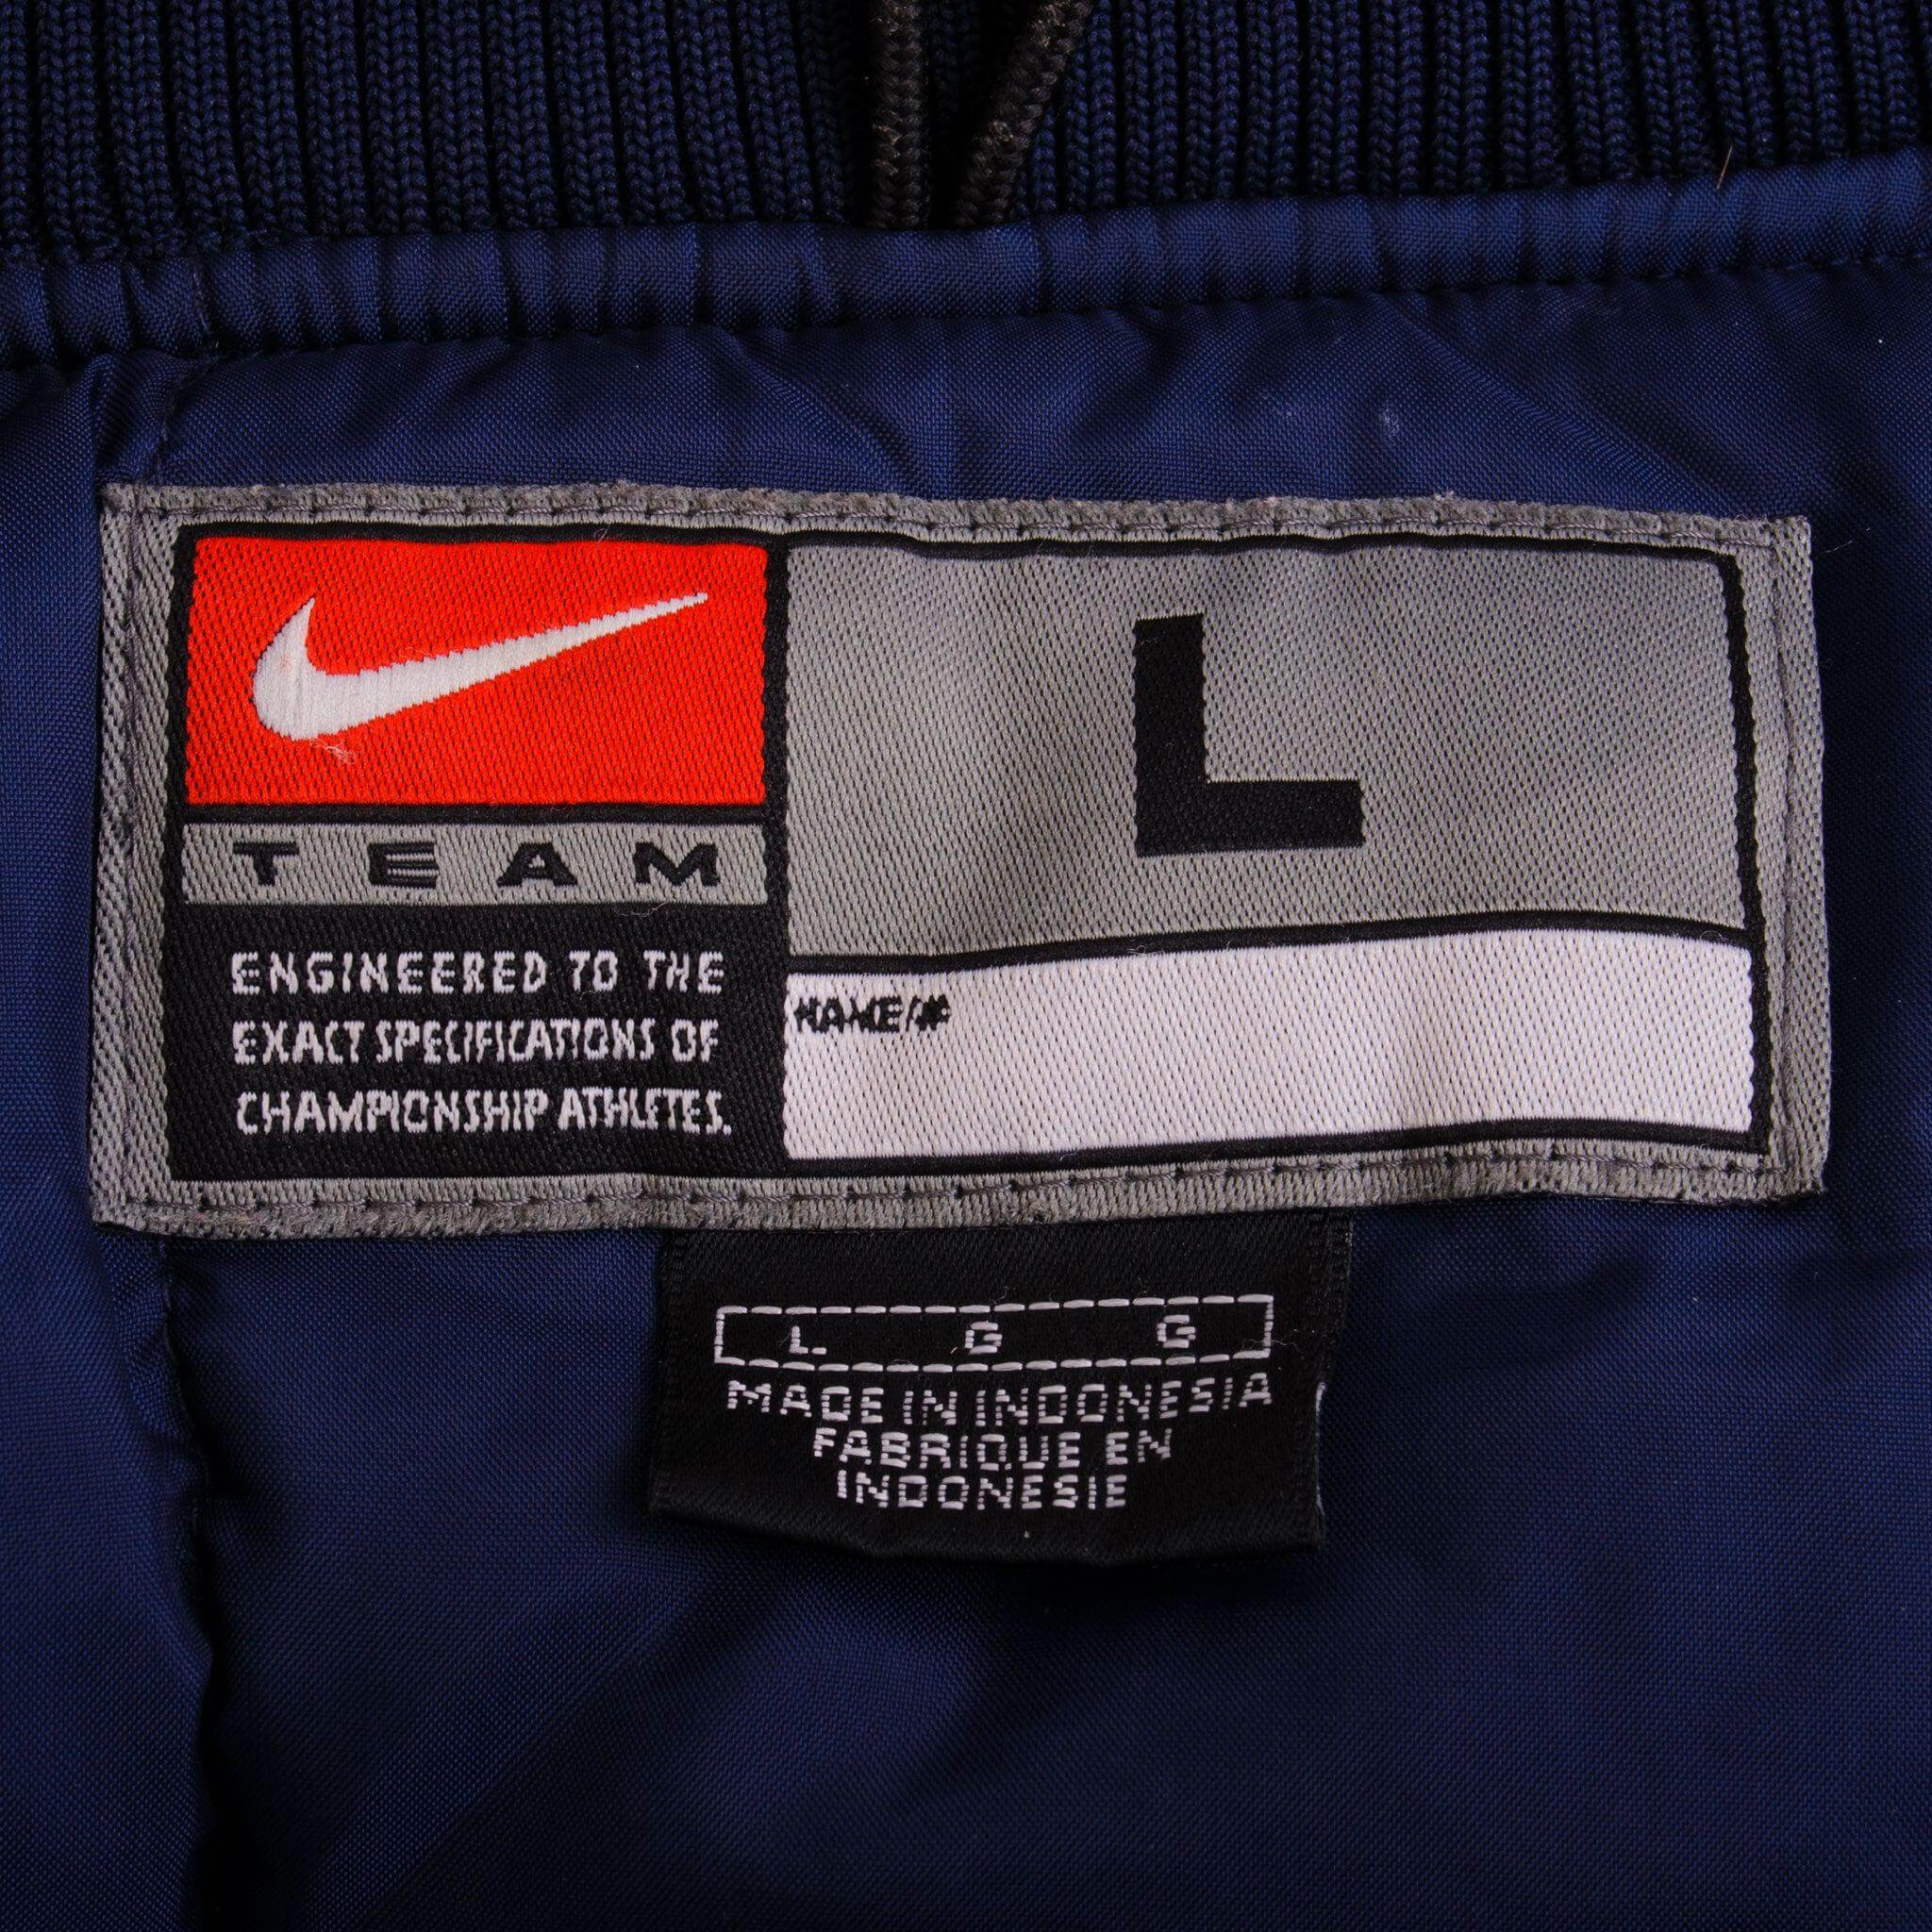 TEAM
ENGINEERED TO THE
EXACT SPECIFICATIONS OF
CHAMPIONSHIP ATHLETES.
L
NAME/#
L G G
MADE IN INDONESIA
FABRIQUE EN
INDONESIE